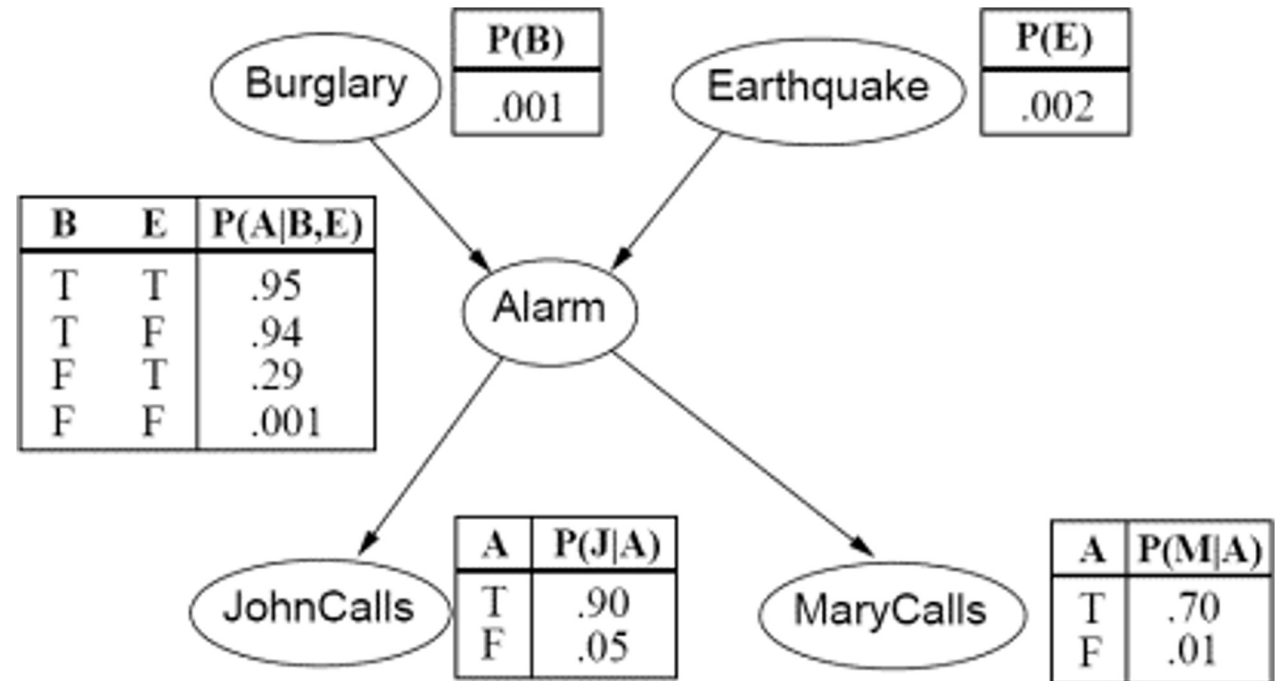 Burglary
P(B)
.001
Earthquake
P(E)
.002
B E P(A|B,E)
T T .95
T F .94
F T .29
F F .001
Alarm
JohnCalls
A P(J|A)
T .90
F .05
MaryCalls
A P(M|A)
T .70
F .01